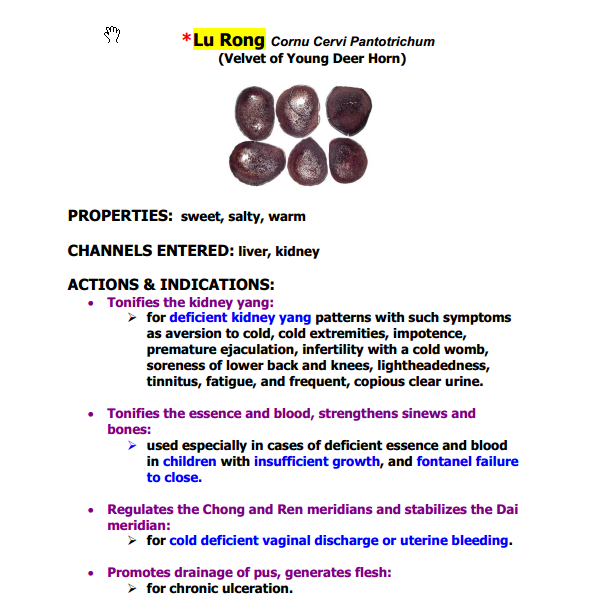 *Lu Rong Cornu Cervi Pantotrichum
(Velvet of Young Deer Horn)
PROPERTIES: sweet, salty, warm
CHANNELS ENTERED: liver, kidney
ACTIONS & INDICATIONS:
• Tonifies the kidney yang:
➢ for deficient kidney yang patterns with such symptoms
as aversion to cold, cold extremities, impotence,
premature ejaculation, infertility with a cold womb,
soreness of lower back and knees, lightheadedness,
tinnitus, fatigue, and frequent, copious clear urine.
• Tonifies the essence and blood, strengthens sinews and
bones:
➢ used especially in cases of deficient essence and blood
in children with insufficient growth, and fontanel failure
to close.
• Regulates the Chong and Ren meridians and stabilizes the Dai
meridian:
➢ for cold deficient vaginal discharge or uterine bleeding.
• Promotes drainage of pus, generates flesh:
➢ for chronic ulceration.